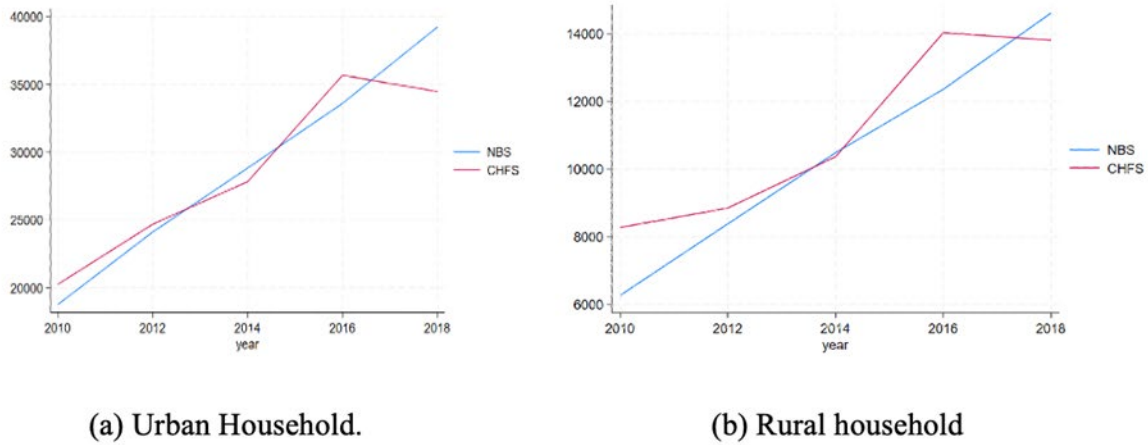 40000
35000
30000
25000
20000
2010 2012 2014 2016 2018
year
NBS
CHFS
(a) Urban Household.
14000
12000
10000
8000
6000
2010 2012 2014 2016 2018
year
NBS
CHFS
(b) Rural household